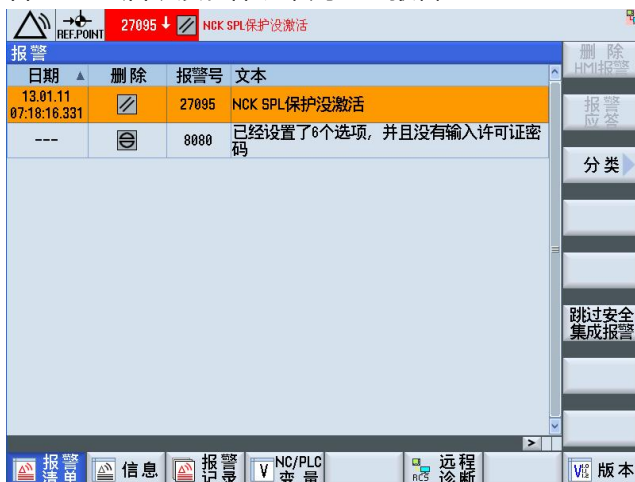 REF.POINT
27095 NCK SPL保护没激活
报警
日期 删除 报警号 文本
13.01.11
07:18:16.331
27095 NCK SPL保护没激活
--- 8080 已经设置了6个选项，并且没有输入许可证密
码
删 除
HMI报警
报 警
应 答
分 类
跳过安全
集成报警
报警
清单
信息
报警
记录
NC/PLC
变 量
RCS
远程
诊断
版本